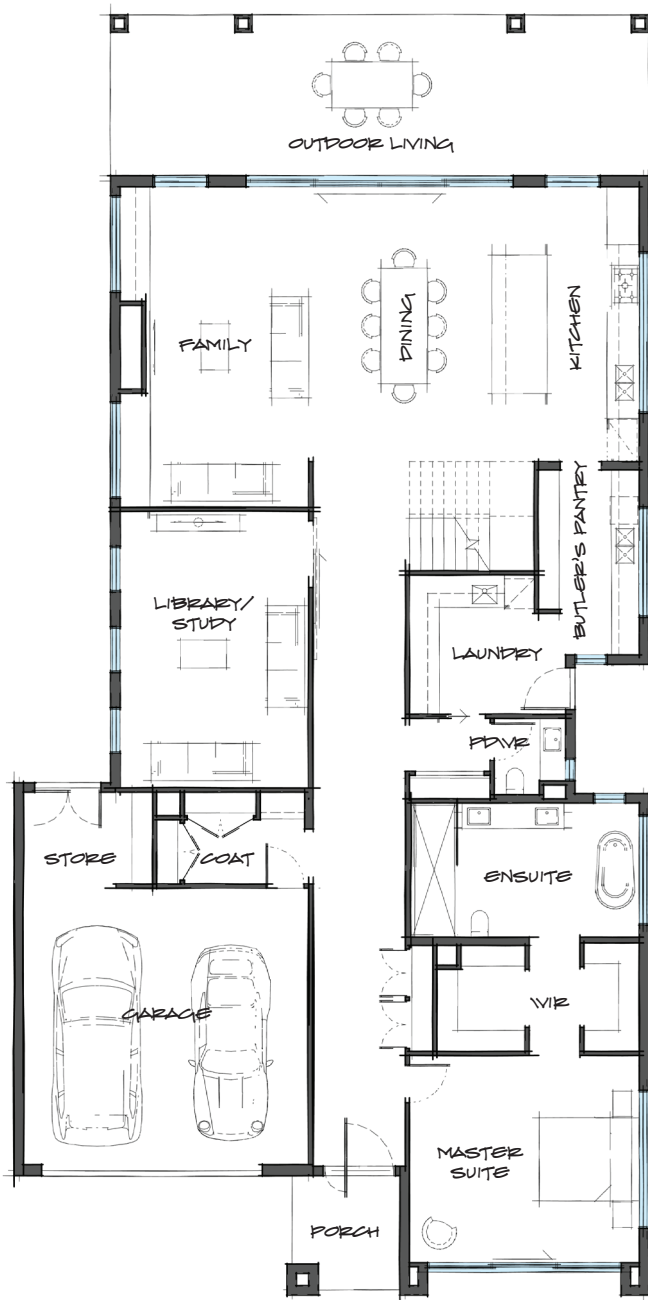 OUTDOOR LIVING
FAMILY
DINING
KITCHEN
BUTLER'S PANTRY
LIBRARY/
STUDY
LAUNDRY
PDWR
STORE
COAT
ENSUITE
GARAGE
WIR
MASTER
SUITE
PORCH